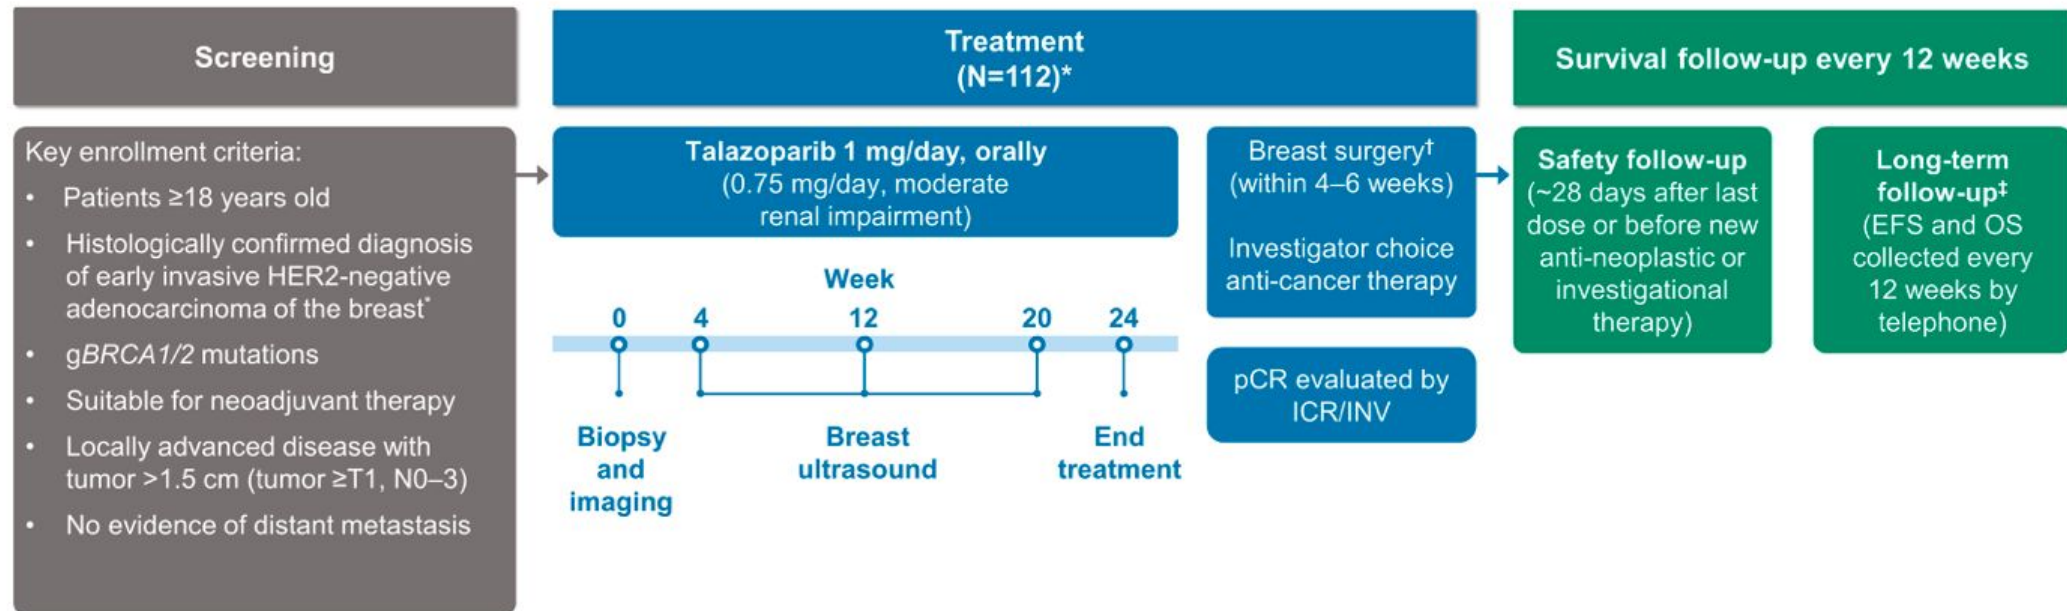 Screening
Key enrollment criteria:
• Patients ≥18 years old
• Histologically confirmed diagnosis
of early invasive HER2-negative
adenocarcinoma of the breast*
• gBRCA1/2 mutations
• Suitable for neoadjuvant therapy
• Locally advanced disease with
tumor >1.5 cm (tumor ≥T1, N0–3)
• No evidence of distant metastasis
Treatment
(N=112)*
Talazoparib 1 mg/day, orally
(0.75 mg/day, moderate
renal impairment)
Week
0 4 12 20 24
Biopsy
and
imaging
Breast
ultrasound
End
treatment
Breast surgery†
(within 4–6 weeks)
Investigator choice
anti-cancer therapy
pCR evaluated by
ICR/INV
Survival follow-up every 12 weeks
Safety follow-up
(~28 days after last
dose or before new
anti-neoplastic or
investigational
therapy)
Long-term
follow-up‡
(EFS and OS
collected every
12 weeks by
telephone)